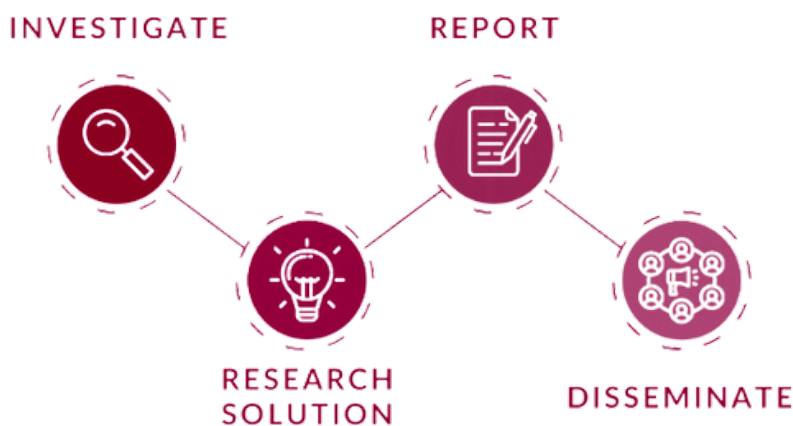 INVESTIGATE
REPORT
RESEARCH
SOLUTION
DISSEMINATE